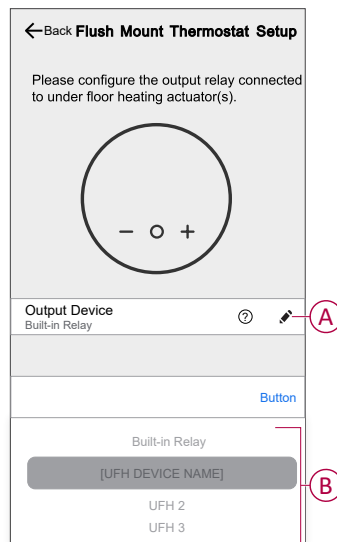 Back Flush Mount Thermostat Setup
Please configure the output relay connected
to under floor heating actuator(s).
Output Device
Built-in Relay
A
Button
Built-in Relay
[UFH DEVICE NAME]
UFH 2
UFH 3
B